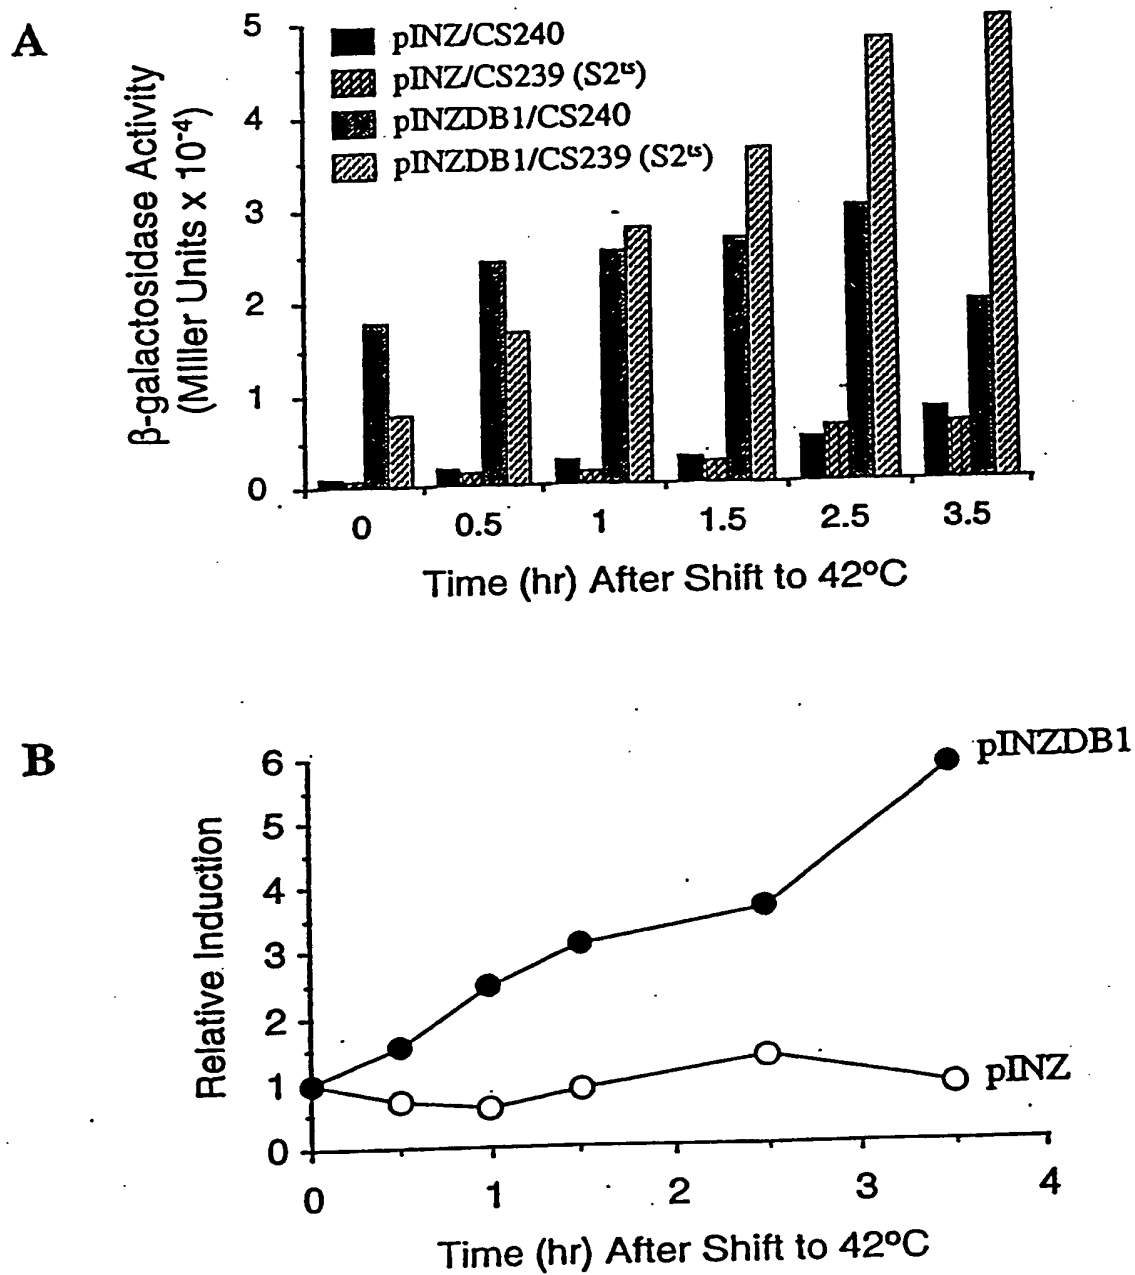 A
β-galactosidase Activity
(Miller Units x 10⁻⁴)
5
4
3
2
1
0
pINZ/CS240
pINZ/CS239 (S2ᵗˢ)
pINZDB1/CS240
pINZDB1/CS239 (S2ᵗˢ)
0 0.5 1 1.5 2.5 3.5
Time (hr) After Shift to 42ºC
B
Relative Induction
6
5
4
3
2
1
0
pINZDB1
pINZ
0 1 2 3 4
Time (hr) After Shift to 42ºC